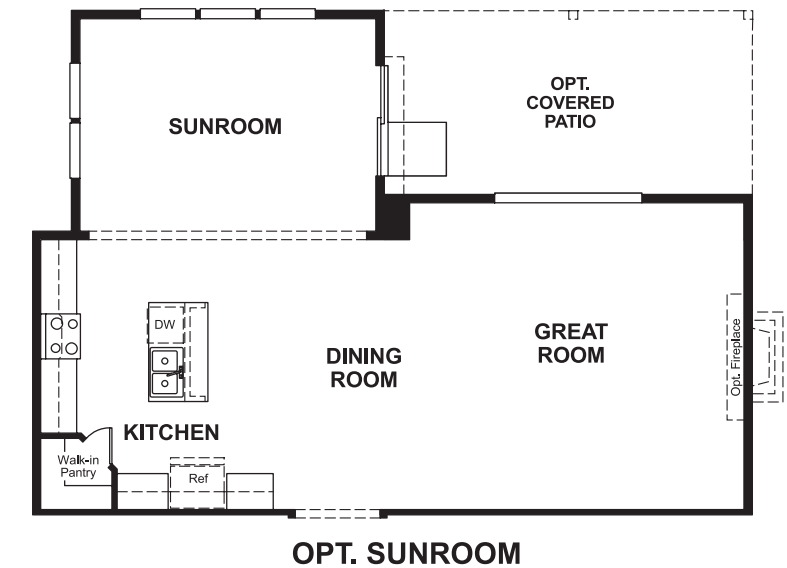 OPT.
COVERED
PATIO
SUNROOM
DW
DINING
ROOM
GREAT
ROOM
Opt. Fireplace
KITCHEN
Walk-in
Pantry
Ref
OPT. SUNROOM